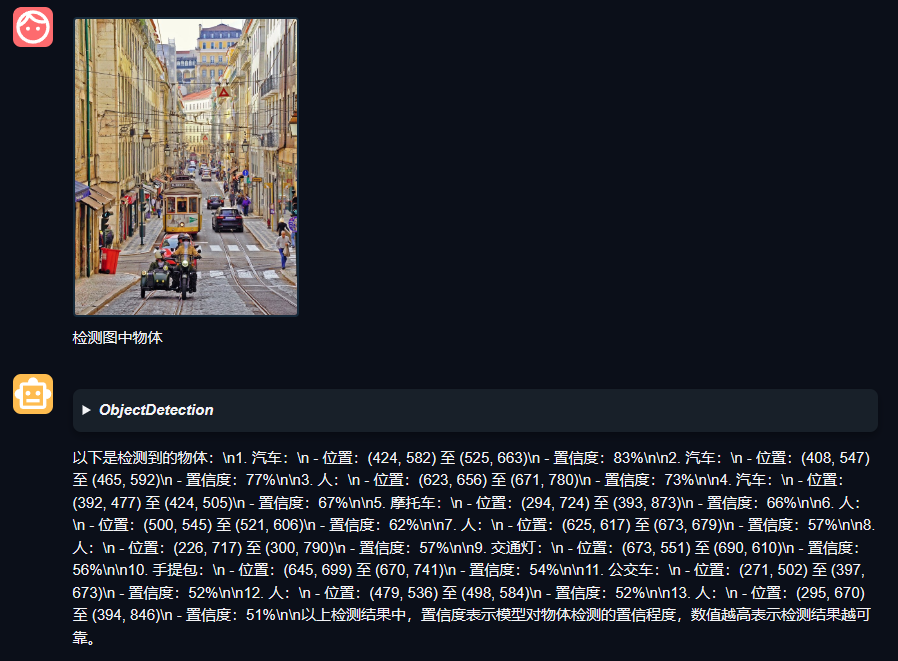 检测图中物体
ObjectDetection
以下是检测到的物体：\n1. 汽车：\n - 位置：(424, 582) 至 (525, 663)\n - 置信度：83%\n\n2. 汽车：\n - 位置：(408, 547)
至 (465, 592)\n - 置信度：77%\n\n3. 人：\n - 位置：(623, 656) 至 (671, 780)\n - 置信度：73%\n\n4. 汽车：\n - 位置：
(392, 477) 至 (424, 505)\n - 置信度：67%\n\n5. 摩托车：\n - 位置：(294, 724) 至 (393, 873)\n - 置信度：66%\n\n6. 人：
\n - 位置：(500, 545) 至 (521, 606)\n - 置信度：62%\n\n7. 人：\n - 位置：(625, 617) 至 (673, 679)\n - 置信度：57%\n\n8.
人：\n - 位置：(226, 717) 至 (300, 790)\n - 置信度：57%\n\n9. 交通灯：\n - 位置：(673, 551) 至 (690, 610)\n - 置信度：
56%\n\n10. 手提包：\n - 位置：(645, 699) 至 (670, 741)\n - 置信度：54%\n\n11. 公交车：\n - 位置：(271, 502) 至 (397,
673)\n - 置信度：52%\n\n12. 人：\n - 位置：(479, 536) 至 (498, 584)\n - 置信度：52%\n\n13. 人：\n - 位置：(295, 670)
至 (394, 846)\n - 置信度：51%\n\n以上检测结果中，置信度表示模型对物体检测的置信程度，数值越高表示检测结果越可
靠。